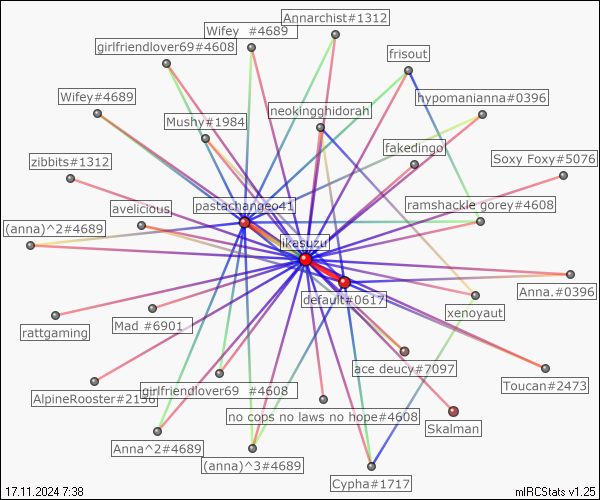 Annarchist#1312
Wifey  #4689
girlfriendlover69#4608
frisout
Wifey#4689
hypomanianna#0396
neokingghidorah
Mushy#1984
fakedingo
zibbits#1312
Soxy Foxy#5076
pastachangeo41
ramshackle gorey#4608
avelicious
(anna)^2#4689
jikasuzu
Anna.#0396
default#0617
xenoyaut
rattgaming
Mad #6901
ace deucy#7097
Toucan#2473
girlfriendlover69  #4608
AlpineRooster#2156
no cops no laws no hope#4608
Skalman
Anna^2#4689
(anna)^3#4689
Cypha#1717
17.11.2024 7:38
mIRCStats v1.25